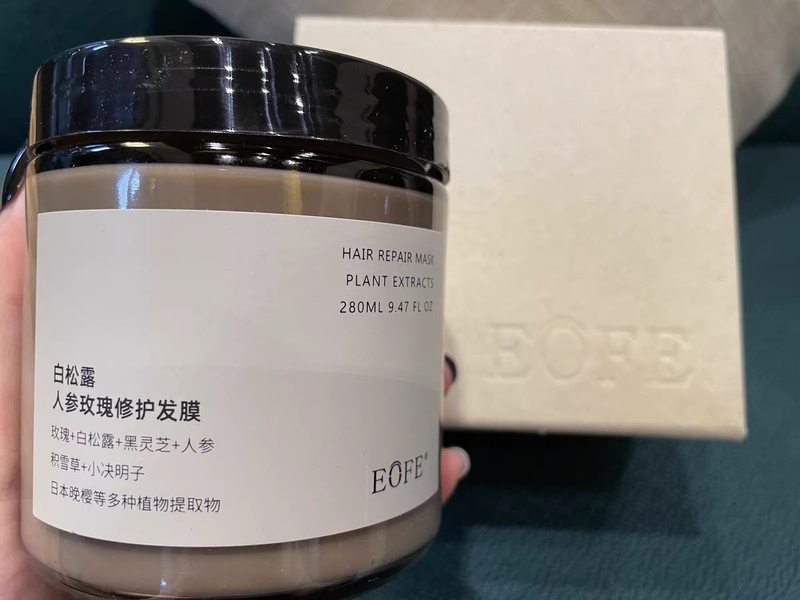 HAIR REPAIR MASK
PLANT EXTRACTS
280ML 9.47 FL OZ
白松露
人参玫瑰修护发膜
玫瑰+白松露+黑灵芝+人参
积雪草+小决明子
日本晚樱等多种植物提取物
EOFE®
EOFE